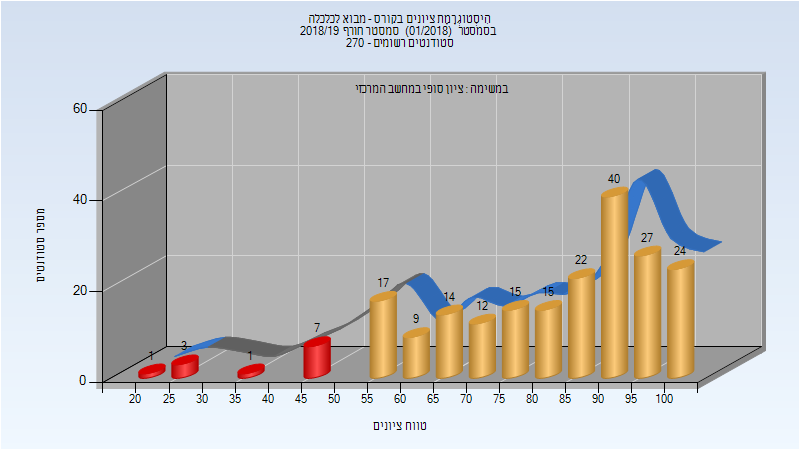 היסטוגרמת ציונים בקורס - מבוא לכלכלה
בסמסטר (01/2018) סמסטר חורף 2018/19
סטודנטים רשומים - 270
במשימה : ציון סופי במחשב המרכזי
מספר סטודנטים
60
40
20
0
1
3
1
7
17
9
14
12
15
15
22
40
27
24
20 25 30 35 40 45 50 55 60 65 70 75 80 85 90 95 100
טווח ציונים